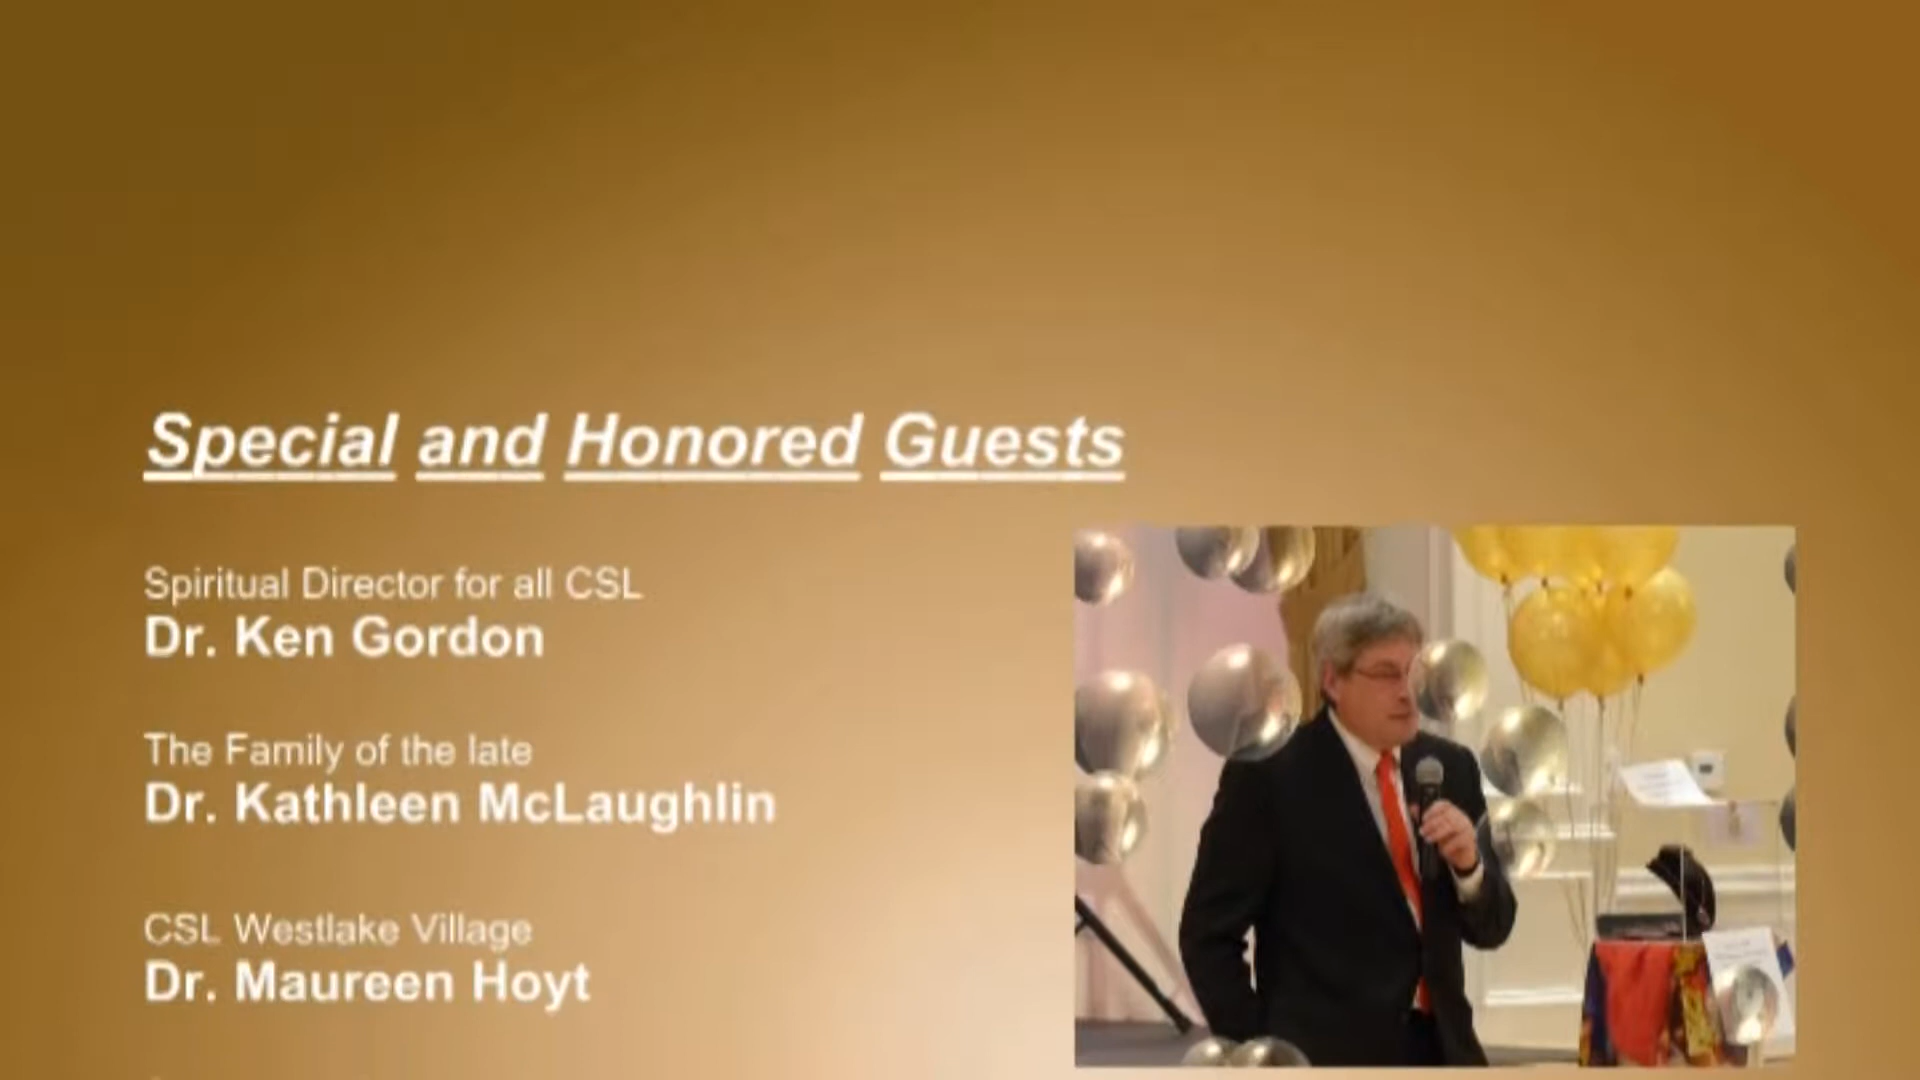 Special and Honored Guests
Spiritual Director for all CSL
Dr. Ken Gordon
The Family of the late
Dr. Kathleen McLaughlin
CSL Westlake Village
Dr. Maureen Hoyt